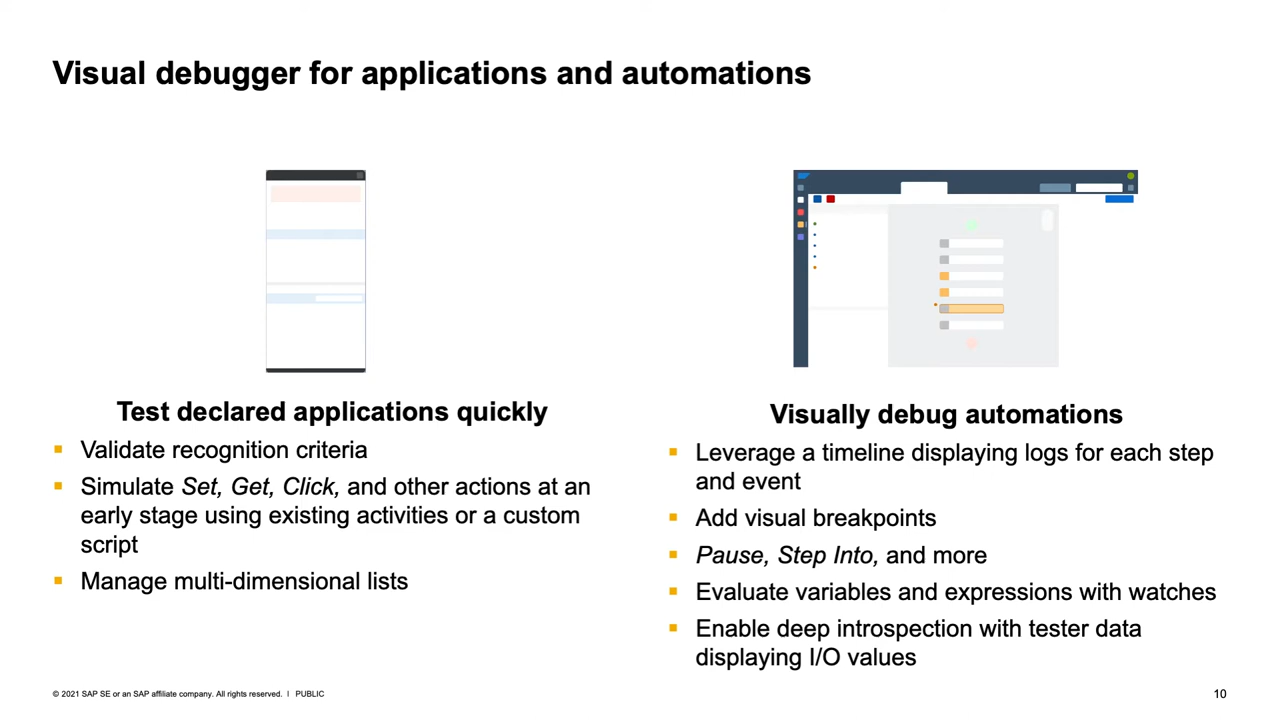 Visual debugger for applications and automations
Test declared applications quickly
Validate recognition criteria
Simulate Set, Get, Click, and other actions at an
early stage using existing activities or a custom
script
Manage multi-dimensional lists
Visually debug automations
Leverage a timeline displaying logs for each step
and event
Add visual breakpoints
Pause, Step Into, and more
Evaluate variables and expressions with watches
Enable deep introspection with tester data
displaying I/O values
© 2021 SAP SE or an SAP affiliate company. All rights reserved. ǀ PUBLIC
10